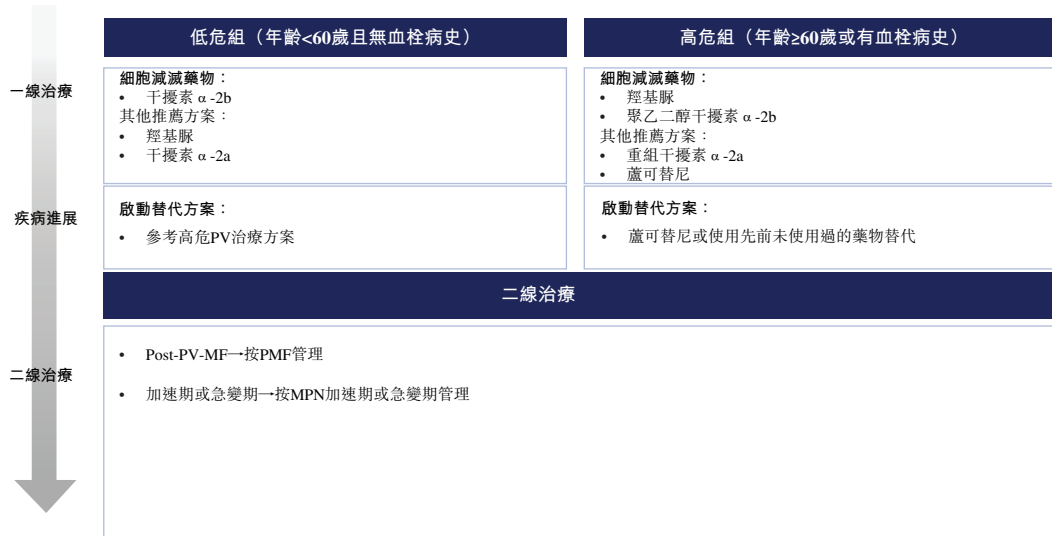 低危組（年齡<60歲且無血栓病史）
高危組（年齡≥60歲或有血栓病史）
一線治療
細胞減滅藥物：
• 干擾素 α -2b
其他推薦方案：
• 羥基脲
• 干擾素 α -2a
細胞減滅藥物：
• 羥基脲
• 聚乙二醇干擾素 α -2b
其他推薦方案：
• 重組干擾素 α -2a
• 蘆可替尼
疾病進展
啟動替代方案：
• 參考高危PV治療方案
啟動替代方案：
• 蘆可替尼或使用先前未使用過的藥物替代
二線治療
二線治療
• Post-PV-MF→按PMF管理
• 加速期或急變期→按MPN加速期或急變期管理